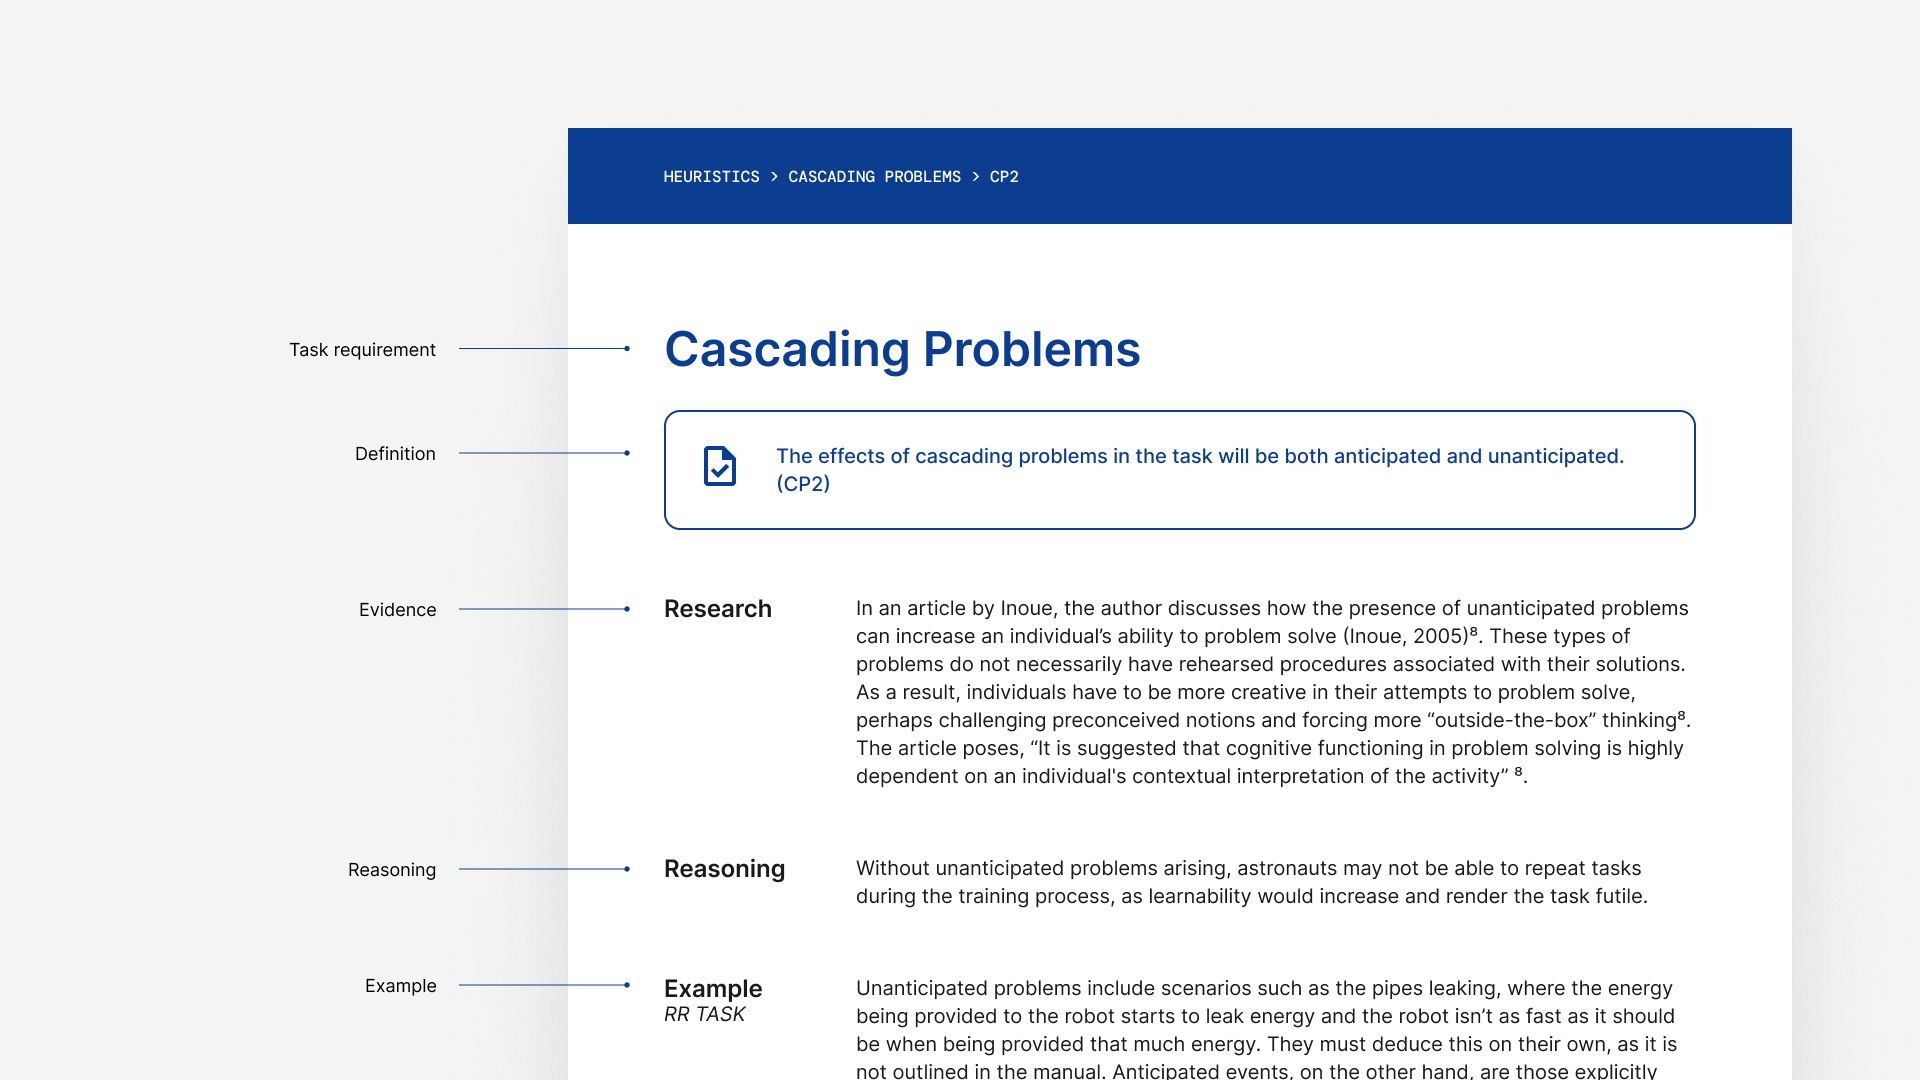 HEURISTICS > CASCADING PROBLEMS > CP2
Task requirement
Cascading Problems
Definition
The effects of cascading problems in the task will be both anticipated and unanticipated.
(CP2)
Evidence
Research
In an article by Inoue, the author discusses how the presence of unanticipated problems
can increase an individual’s ability to problem solve (Inoue, 2005)⁸. These types of
problems do not necessarily have rehearsed procedures associated with their solutions.
As a result, individuals have to be more creative in their attempts to problem solve,
perhaps challenging preconceived notions and forcing more “outside-the-box” thinking⁸.
The article poses, “It is suggested that cognitive functioning in problem solving is highly
dependent on an individual's contextual interpretation of the activity” ⁸.
Reasoning
Reasoning
Without unanticipated problems arising, astronauts may not be able to repeat tasks
during the training process, as learnability would increase and render the task futile.
Example
Example
RR TASK
Unanticipated problems include scenarios such as the pipes leaking, where the energy
being provided to the robot starts to leak energy and the robot isn’t as fast as it should
be when being provided that much energy. They must deduce this on their own, as it is
not outlined in the manual. Anticipated events, on the other hand, are those explicitly